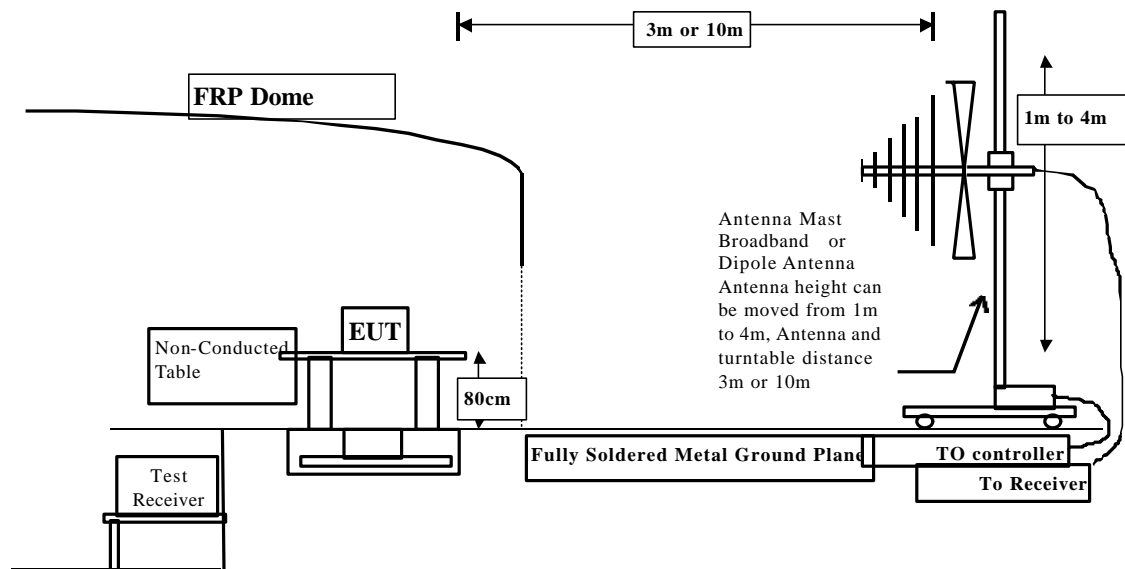 3m or 10m
FRP Dome
1m to 4m
Antenna Mast
Broadband or
Dipole Antenna
Antenna height can
be moved from 1m
to 4m, Antenna and
turntable distance
3m or 10m
EUT
Non-Conducted
Table
80cm
Fully Soldered Metal Ground Plane
TO controller
To Receiver
Test
Receiver